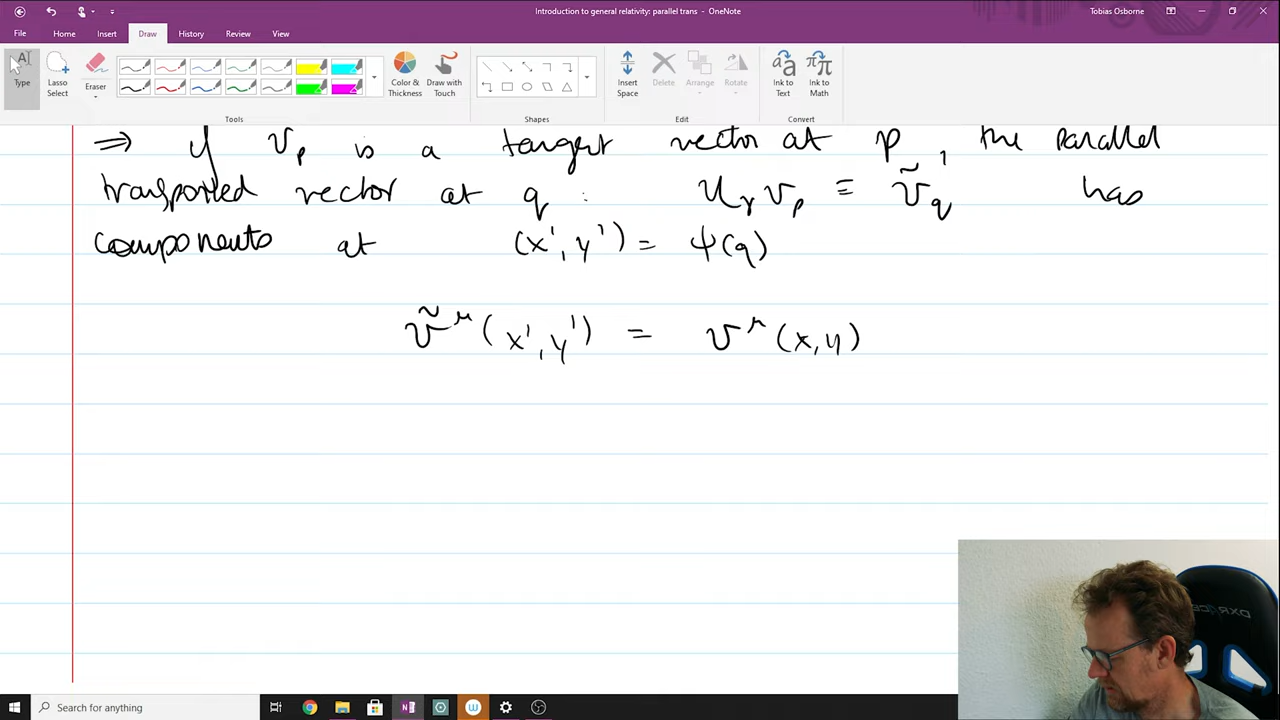 Introduction to general relativity: parallel trans - OneNote
Tobias Osborne
File Home Insert Draw History Review View
Type
Lasso Select
Eraser
Color & Thickness
Draw with Touch
Insert Space
Delete
Arrange
Rotate
Ink to Text
Ink to Math
Tools
Shapes
Edit
Convert
⇒ if v_p is a tangent vector at p, the parallel
transported vector at q : U_γ v_p ≡ ṽ_q has
components at (x', y') = ψ(q)
ṽ^μ (x', y') = v^μ (x, y)
DXRACER
Search for anything